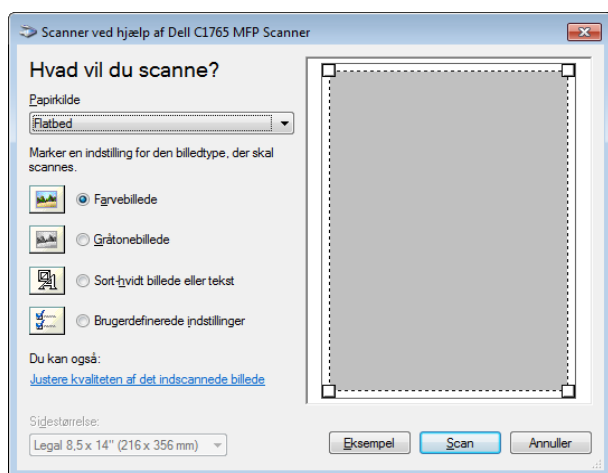 Scanner ved hjælp af Dell C1765 MFP Scanner
Hvad vil du scanne?
Papirkilde
Flatbed
Marker en indstilling for den billedtype, der skal
scannes.
Farvebillede
Gråtonebillede
Sort-hvidt billede eller tekst
Brugerdefinerede indstillinger
Du kan også:
Justere kvaliteten af det indscannede billede
Sidestørrelse:
Legal 8,5 x 14" (216 x 356 mm)
Eksempel
Scan
Annuller